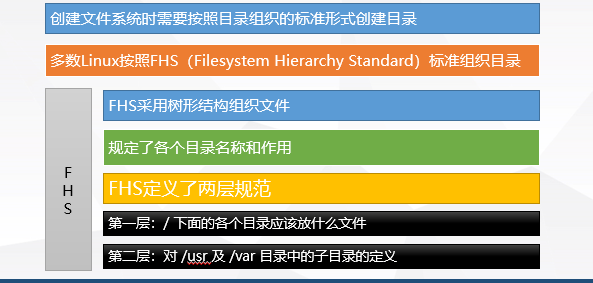 创建文件系统时需要按照目录组织的标准形式创建目录
多数Linux按照FHS（Filesystem Hierarchy Standard）标准组织目录
FHS
FHS采用树形结构组织文件
规定了各个目录名称和作用
FHS定义了两层规范
第一层：/ 下面的各个目录应该放什么文件
第二层：对 /usr 及 /var 目录中的子目录的定义